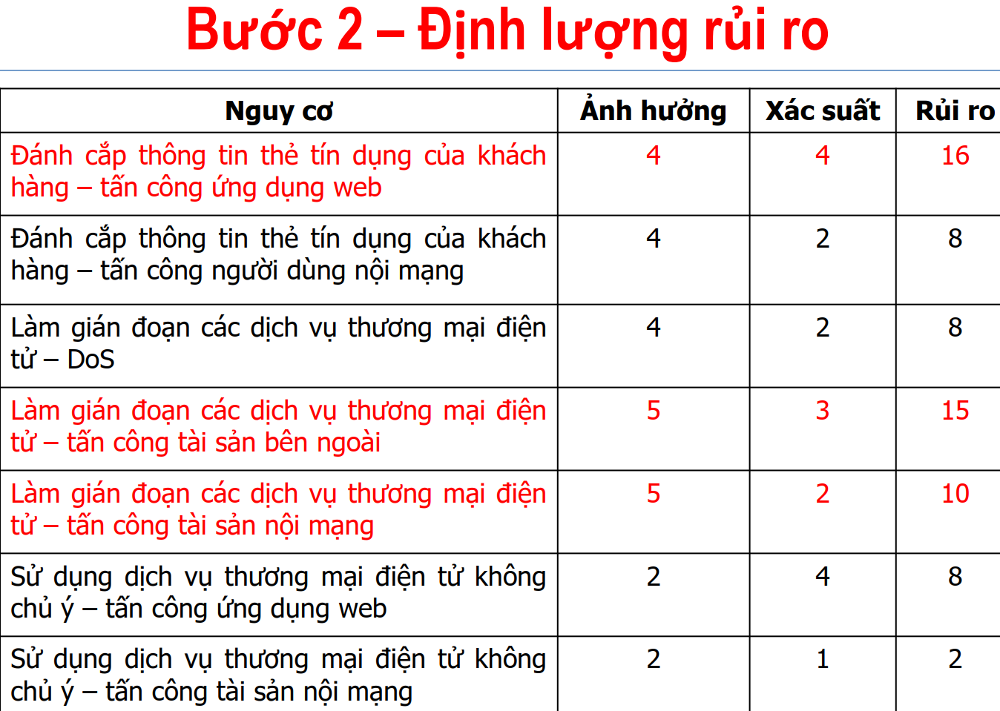 Bước 2 – Định lượng rủi ro
Nguy cơ Ảnh hưởng Xác suất Rủi ro
Đánh cắp thông tin thẻ tín dụng của khách 4 4 16
hàng – tấn công ứng dụng web
Đánh cắp thông tin thẻ tín dụng của khách 4 2 8
hàng – tấn công người dùng nội mạng
Làm gián đoạn các dịch vụ thương mại điện 4 2 8
tử – DoS
Làm gián đoạn các dịch vụ thương mại điện 5 3 15
tử – tấn công tài sản bên ngoài
Làm gián đoạn các dịch vụ thương mại điện 5 2 10
tử – tấn công tài sản nội mạng
Sử dụng dịch vụ thương mại điện tử không 2 4 8
chủ ý – tấn công ứng dụng web
Sử dụng dịch vụ thương mại điện tử không 2 1 2
chủ ý – tấn công tài sản nội mạng